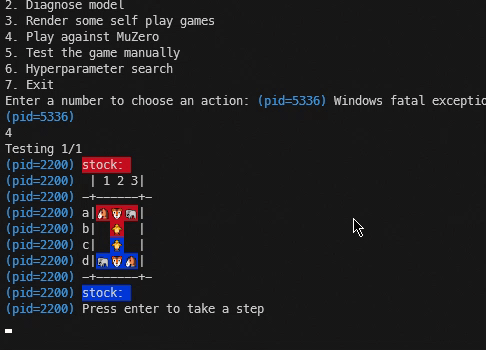 2. Diagnose model
3. Render some self play games
4. Play against MuZero
5. Test the game manually
6. Hyperparameter search
7. Exit
Enter a number to choose an action: (pid=5336) Windows fatal exceptio
(pid=5336)
4
Testing 1/1
(pid=2200) stock:
(pid=2200) | 1 2 3|
(pid=2200) —+——————+—
(pid=2200) a|🦒🦁🐘|
(pid=2200) b| 🐥 |
(pid=2200) c| 🐥 |
(pid=2200) d|🐘🦁🦒|
(pid=2200) —+——————+—
(pid=2200) stock:
(pid=2200) Press enter to take a step